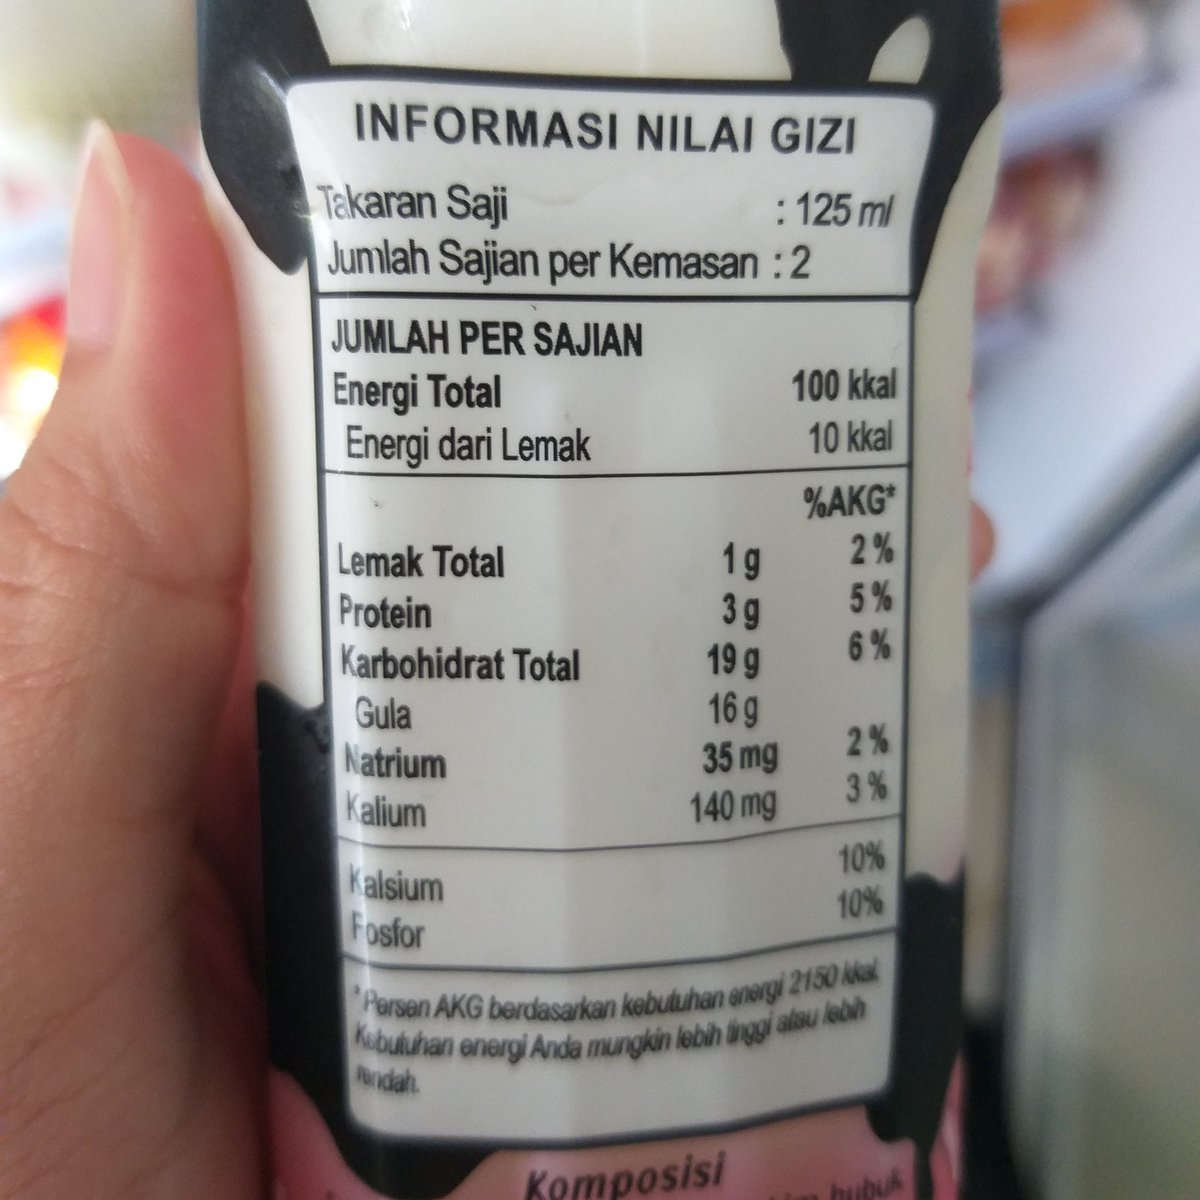 INFORMASI NILAI GIZI
Takaran Saji : 125 ml
Jumlah Sajian per Kemasan : 2
JUMLAH PER SAJIAN
Energi Total 100 kkal
Energi dari Lemak 10 kkal
%AKG*
Lemak Total 1 g 2 %
Protein 3 g 5 %
Karbohidrat Total 19 g 6 %
Gula 16 g
Natrium 35 mg 2 %
Kalium 140 mg 3 %
Kalsium 10%
Fosfor 10%
* Persen AKG berdasarkan kebutuhan energi 2150 kkal.
Kebutuhan energi Anda mungkin lebih tinggi atau lebih
rendah.
Komposisi
bubuk